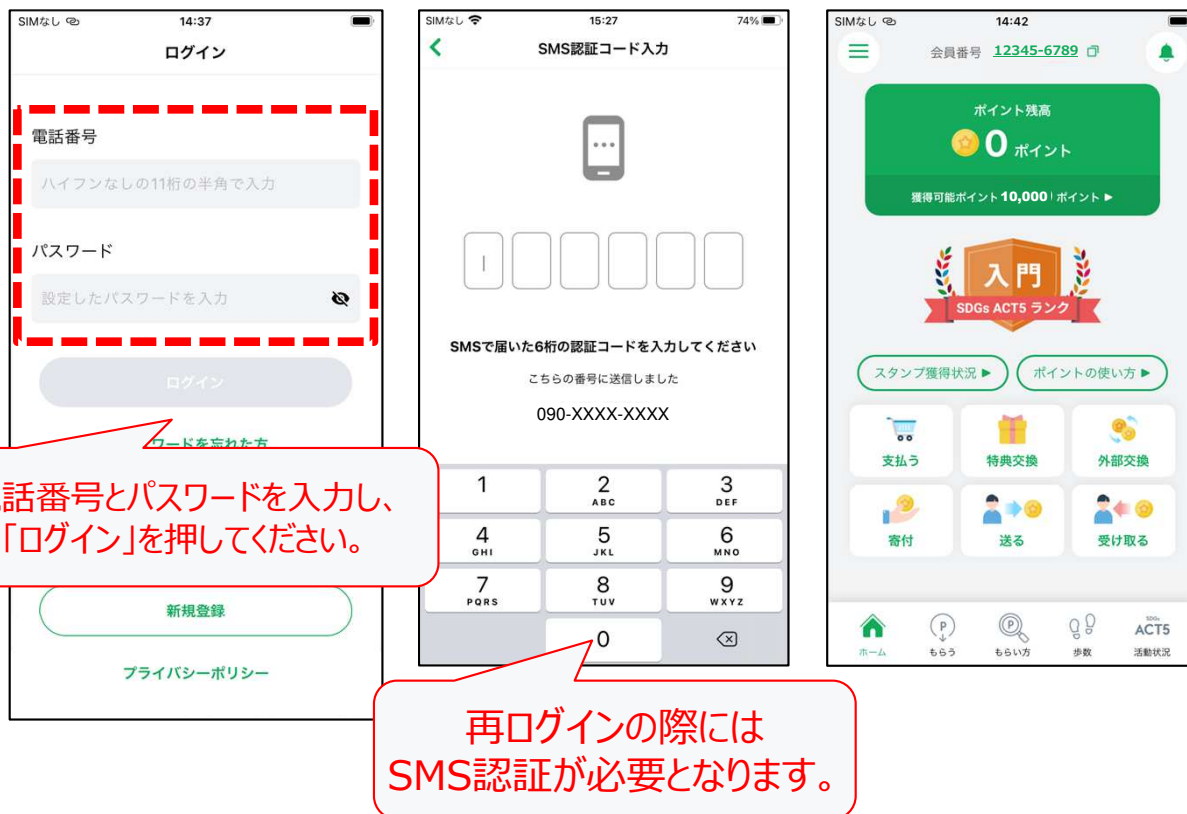 SIMなし
14:37
ログイン
電話番号
ハイフンなしの11桁の半角で入力
パスワード
設定したパスワードを入力
ログイン
ワードを忘れた方
話番号とパスワードを入力し、
「ログイン」を押してください。
新規登録
プライバシーポリシー
SIMなし
15:27
74%
SMS認証コード入力
SMSで届いた6桁の認証コードを入力してください
こちらの番号に送信しました
090-XXXX-XXXX
1
2
ABC
3
DEF
4
GHI
5
JKL
6
MNO
7
PQRS
8
TUV
9
WXYZ
0
再ログインの際には
SMS認証が必要となります。
SIMなし
14:42
会員番号 12345-6789
ポイント残高
0 ポイント
獲得可能ポイント 10,000 ポイント ▶
入門
SDGs ACT5 ランク
スタンプ獲得状況 ▶
ポイントの使い方 ▶
支払う
特典交換
外部交換
寄付
送る
受け取る
ホーム
P
もらう
P
もらい方
歩数
SDGs
ACT5
活動状況